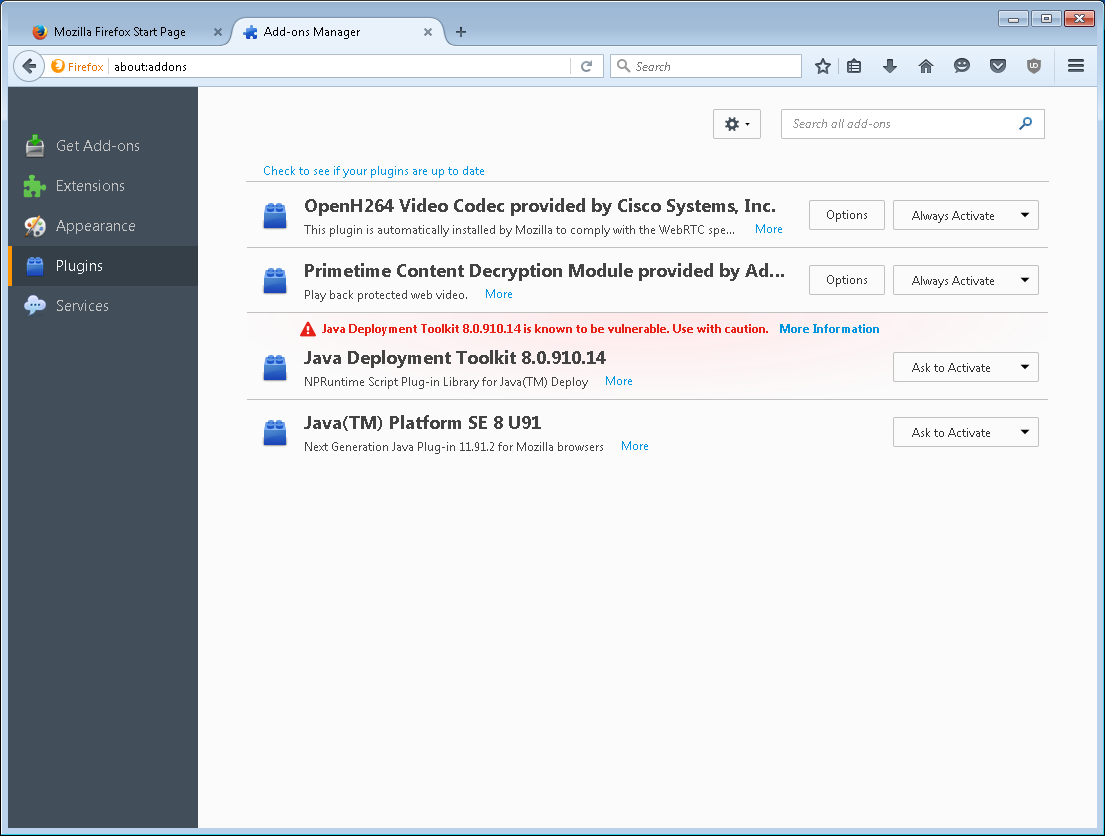 Mozilla Firefox Start Page
Add-ons Manager
Firefox about:addons
Search
Get Add-ons
Extensions
Appearance
Plugins
Services
Search all add-ons
Check to see if your plugins are up to date
OpenH264 Video Codec provided by Cisco Systems, Inc.
This plugin is automatically installed by Mozilla to comply with the WebRTC spe... More
Options
Always Activate
Primetime Content Decryption Module provided by Ad...
Play back protected web video. More
Options
Always Activate
Java Deployment Toolkit 8.0.910.14 is known to be vulnerable. Use with caution. More Information
Java Deployment Toolkit 8.0.910.14
NPRuntime Script Plug-in Library for Java(TM) Deploy More
Ask to Activate
Java(TM) Platform SE 8 U91
Next Generation Java Plug-in 11.91.2 for Mozilla browsers More
Ask to Activate